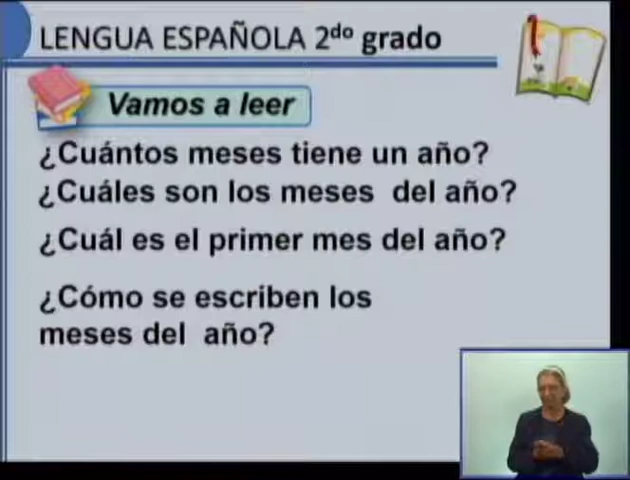 LENGUA ESPAÑOLA 2do grado
Vamos a leer
¿Cuántos meses tiene un año?
¿Cuáles son los meses del año?
¿Cuál es el primer mes del año?
¿Cómo se escriben los
meses del año?